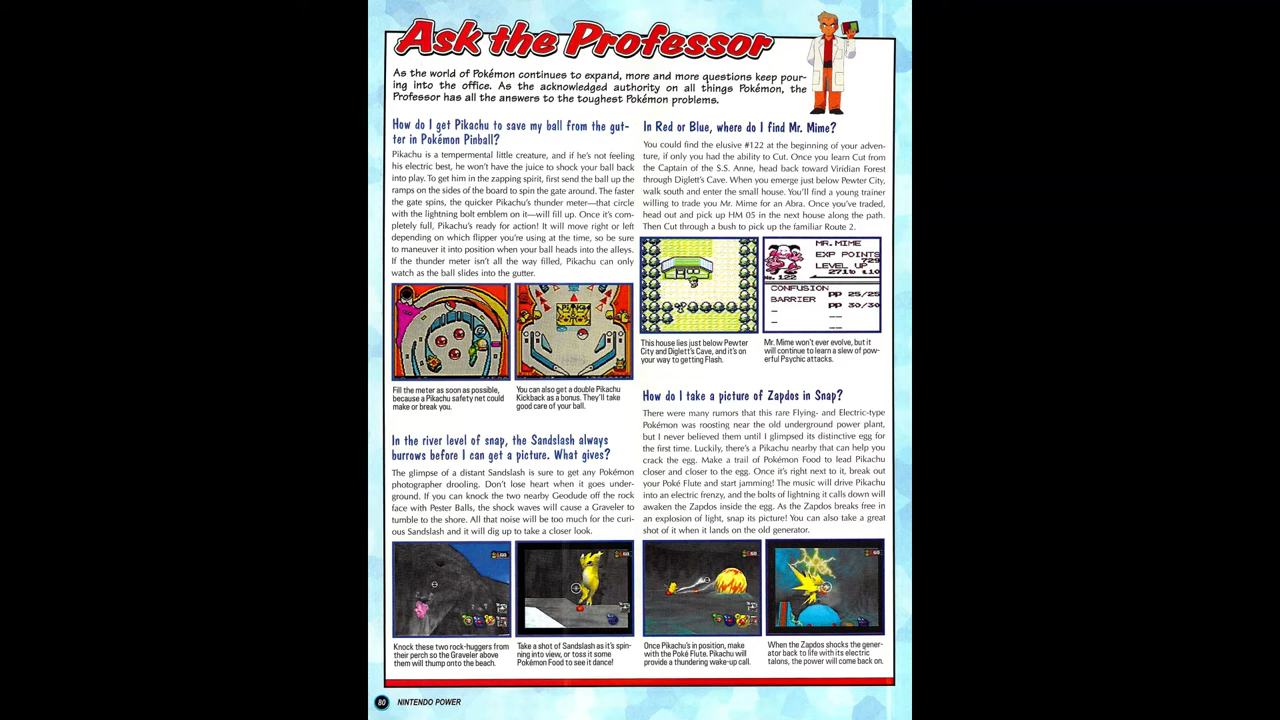 Ask the Professor
As the world of Pokémon continues to expand, more and more questions keep pour-
ing into the office. As the acknowledged authority on all things Pokémon, the
Professor has all the answers to the toughest Pokémon problems.
How do I get Pikachu to save my ball from the gut-
ter in Pokémon Pinball?
Pikachu is a tempermental little creature, and if he's not feeling
his electric best, he won't have the juice to shock your ball back
into play. To get him in the zapping spirit, first send the ball up the
ramps on the sides of the board to spin the gate around. The faster
the gate spins, the quicker Pikachu's thunder meter—that circle
with the lightning bolt emblem on it—will fill up. Once it's com-
pletely full, Pikachu's ready for action! It will move right or left
depending on which flipper you're using at the time, so be sure
to maneuver it into position when your ball heads into the alleys.
If the thunder meter isn't all the way filled, Pikachu can only
watch as the ball slides into the gutter.
Fill the meter as soon as possible,
because a Pikachu safety net could
make or break you.
You can also get a double Pikachu
Kickback as a bonus. They'll take
good care of your ball.
In the river level of snap, the Sandslash always
burrows before I can get a picture. What gives?
The glimpse of a distant Sandslash is sure to get any Pokémon
photographer drooling. Don't lose heart when it goes under-
ground. If you can knock the two nearby Geodude off the rock
face with Pester Balls, the shock waves will cause a Graveler to
tumble to the shore. All that noise will be too much for the curi-
ous Sandslash and it will dig up to take a closer look.
Knock these two rock-huggers from
their perch so the Graveler above
them will thump onto the beach.
Take a shot of Sandslash as it's spin-
ning into view, or toss it some
Pokémon Food to see it dance!
In Red or Blue, where do I find Mr. Mime?
You could find the elusive #122 at the beginning of your adven-
ture, if only you had the ability to Cut. Once you learn Cut from
the Captain of the S.S. Anne, head back toward Viridian Forest
through Diglett's Cave. When you emerge just below Pewter City,
walk south and enter the small house. You'll find a young trainer
willing to trade you Mr. Mime for an Abra. Once you've traded,
head out and pick up HM 05 in the next house along the path.
Then Cut through a bush to pick up the familiar Route 2.
MR.MIME
EXP POINTS
729
LEVEL UP
271to :L10
No.122
CONFUSION
PP 25/25
BARRIER
PP 30/30
This house lies just below Pewter
City and Diglett's Cave, and it's on
your way to getting Flash.
Mr. Mime won't ever evolve, but it
will continue to learn a slew of pow-
erful Psychic attacks.
How do I take a picture of Zapdos in Snap?
There were many rumors that this rare Flying- and Electric-type
Pokémon was roosting near the old underground power plant,
but I never believed them until I glimpsed its distinctive egg for
the first time. Luckily, there's a Pikachu nearby that can help you
crack the egg. Make a trail of Pokémon Food to lead Pikachu
closer and closer to the egg. Once it's right next to it, break out
your Poké Flute and start jamming! The music will drive Pikachu
into an electric frenzy, and the bolts of lightning it calls down will
awaken the Zapdos inside the egg. As the Zapdos breaks free in
an explosion of light, snap its picture! You can also take a great
shot of it when it lands on the old generator.
Once Pikachu's in position, make
with the Poké Flute. Pikachu will
provide a thundering wake-up call.
When the Zapdos shocks the gener-
ator back to life with its electric
talons, the power will come back on.
80 NINTENDO POWER